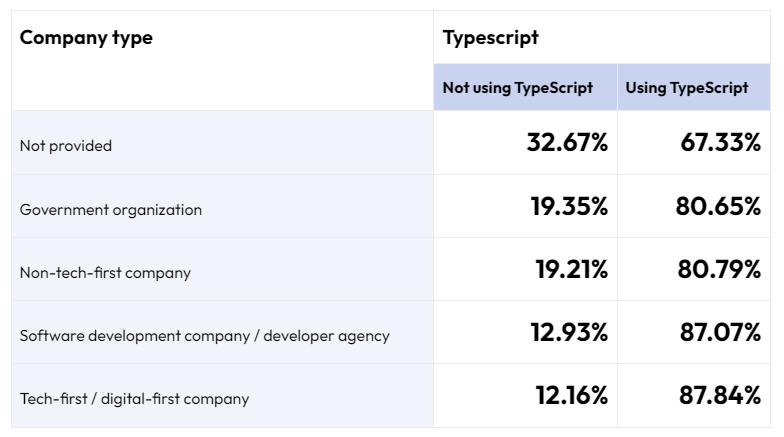 Company type Typescript
Not using TypeScript Using TypeScript
Not provided 32.67% 67.33%
Government organization 19.35% 80.65%
Non-tech-first company 19.21% 80.79%
Software development company / developer agency 12.93% 87.07%
Tech-first / digital-first company 12.16% 87.84%